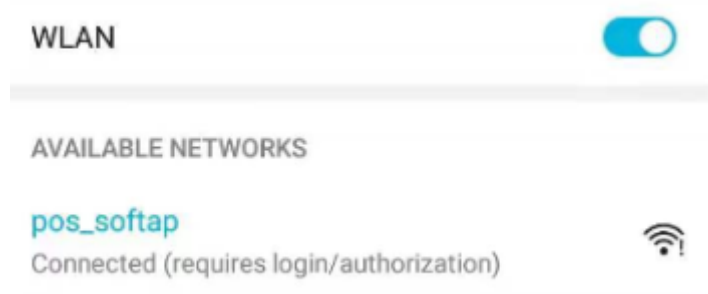 WLAN
AVAILABLE NETWORKS
pos_softap
Connected (requires login/authorization)